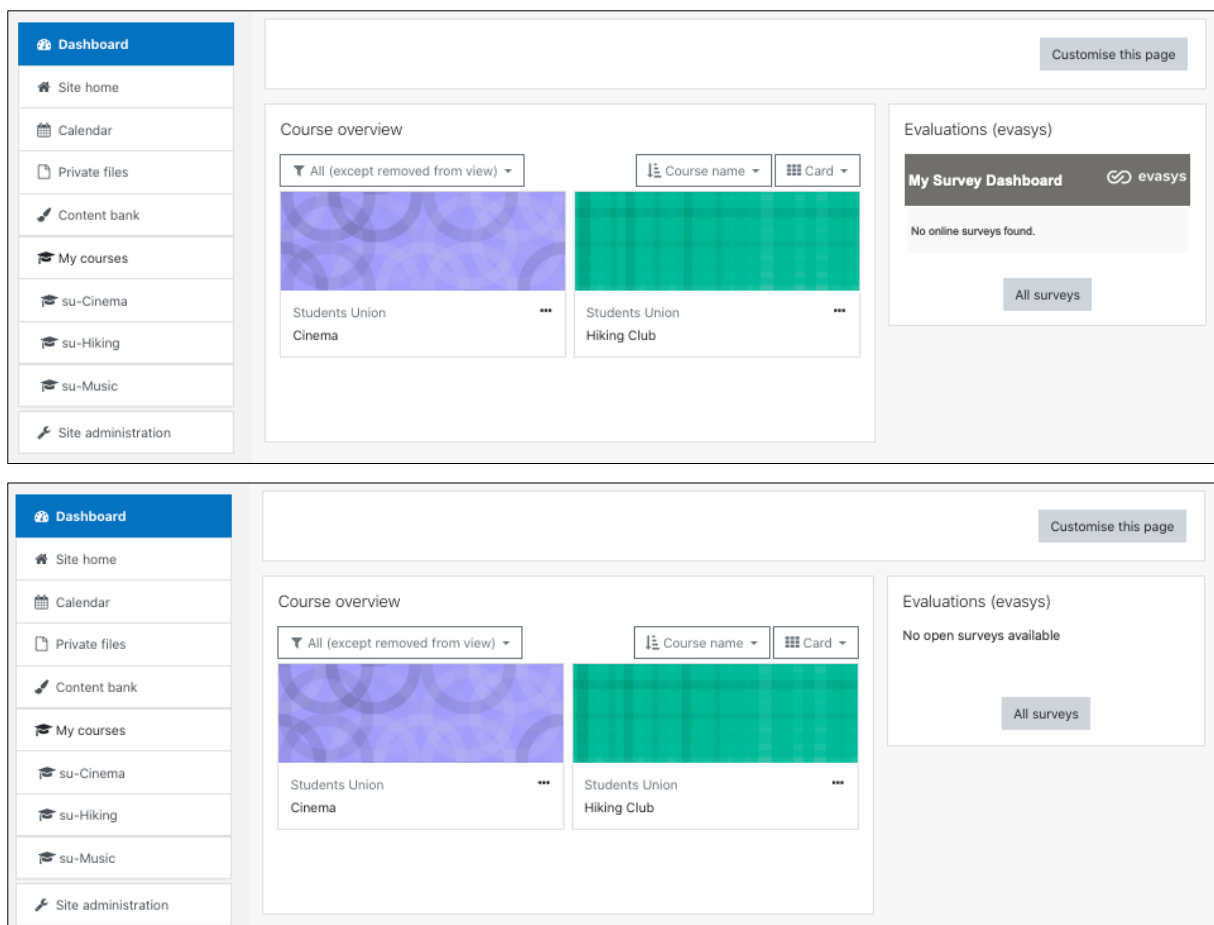 Dashboard
Site home
Calendar
Private files
Content bank
My courses
su-Cinema
su-Hiking
su-Music
Site administration
Customise this page
Course overview
All (except removed from view)
Course name
Card
Students Union
Cinema
Students Union
Hiking Club
Evaluations (evasys)
My Survey Dashboard
evasys
No online surveys found.
All surveys
Dashboard
Site home
Calendar
Private files
Content bank
My courses
su-Cinema
su-Hiking
su-Music
Site administration
Customise this page
Course overview
All (except removed from view)
Course name
Card
Students Union
Cinema
Students Union
Hiking Club
Evaluations (evasys)
No open surveys available
All surveys